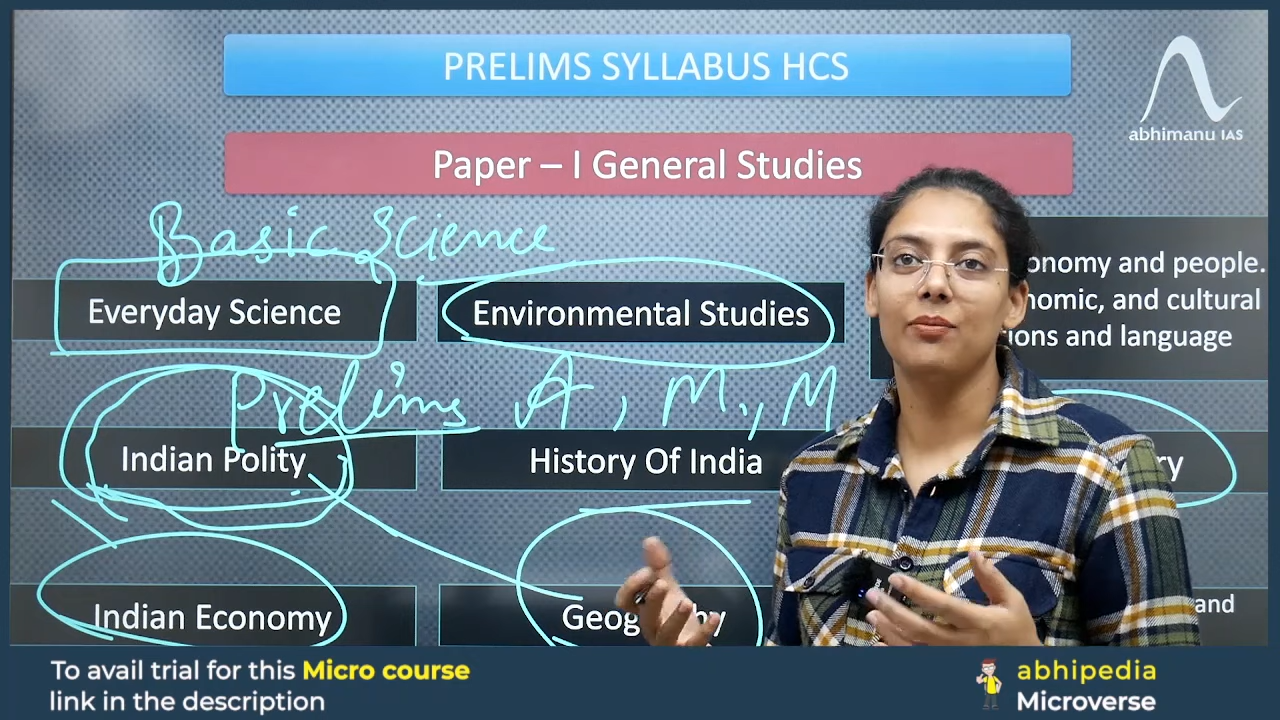 PRELIMS SYLLABUS HCS
abhimanu IAS
Paper – I General Studies
Basic Science
Everyday Science
Environmental Studies
onomy and people.
nomic, and cultural
ions and language
Prelims A, M, M
Indian Polity
History Of India
ry
Indian Economy
Geog
by
and
To avail trial for this Micro course
link in the description
abhipedia
Microverse